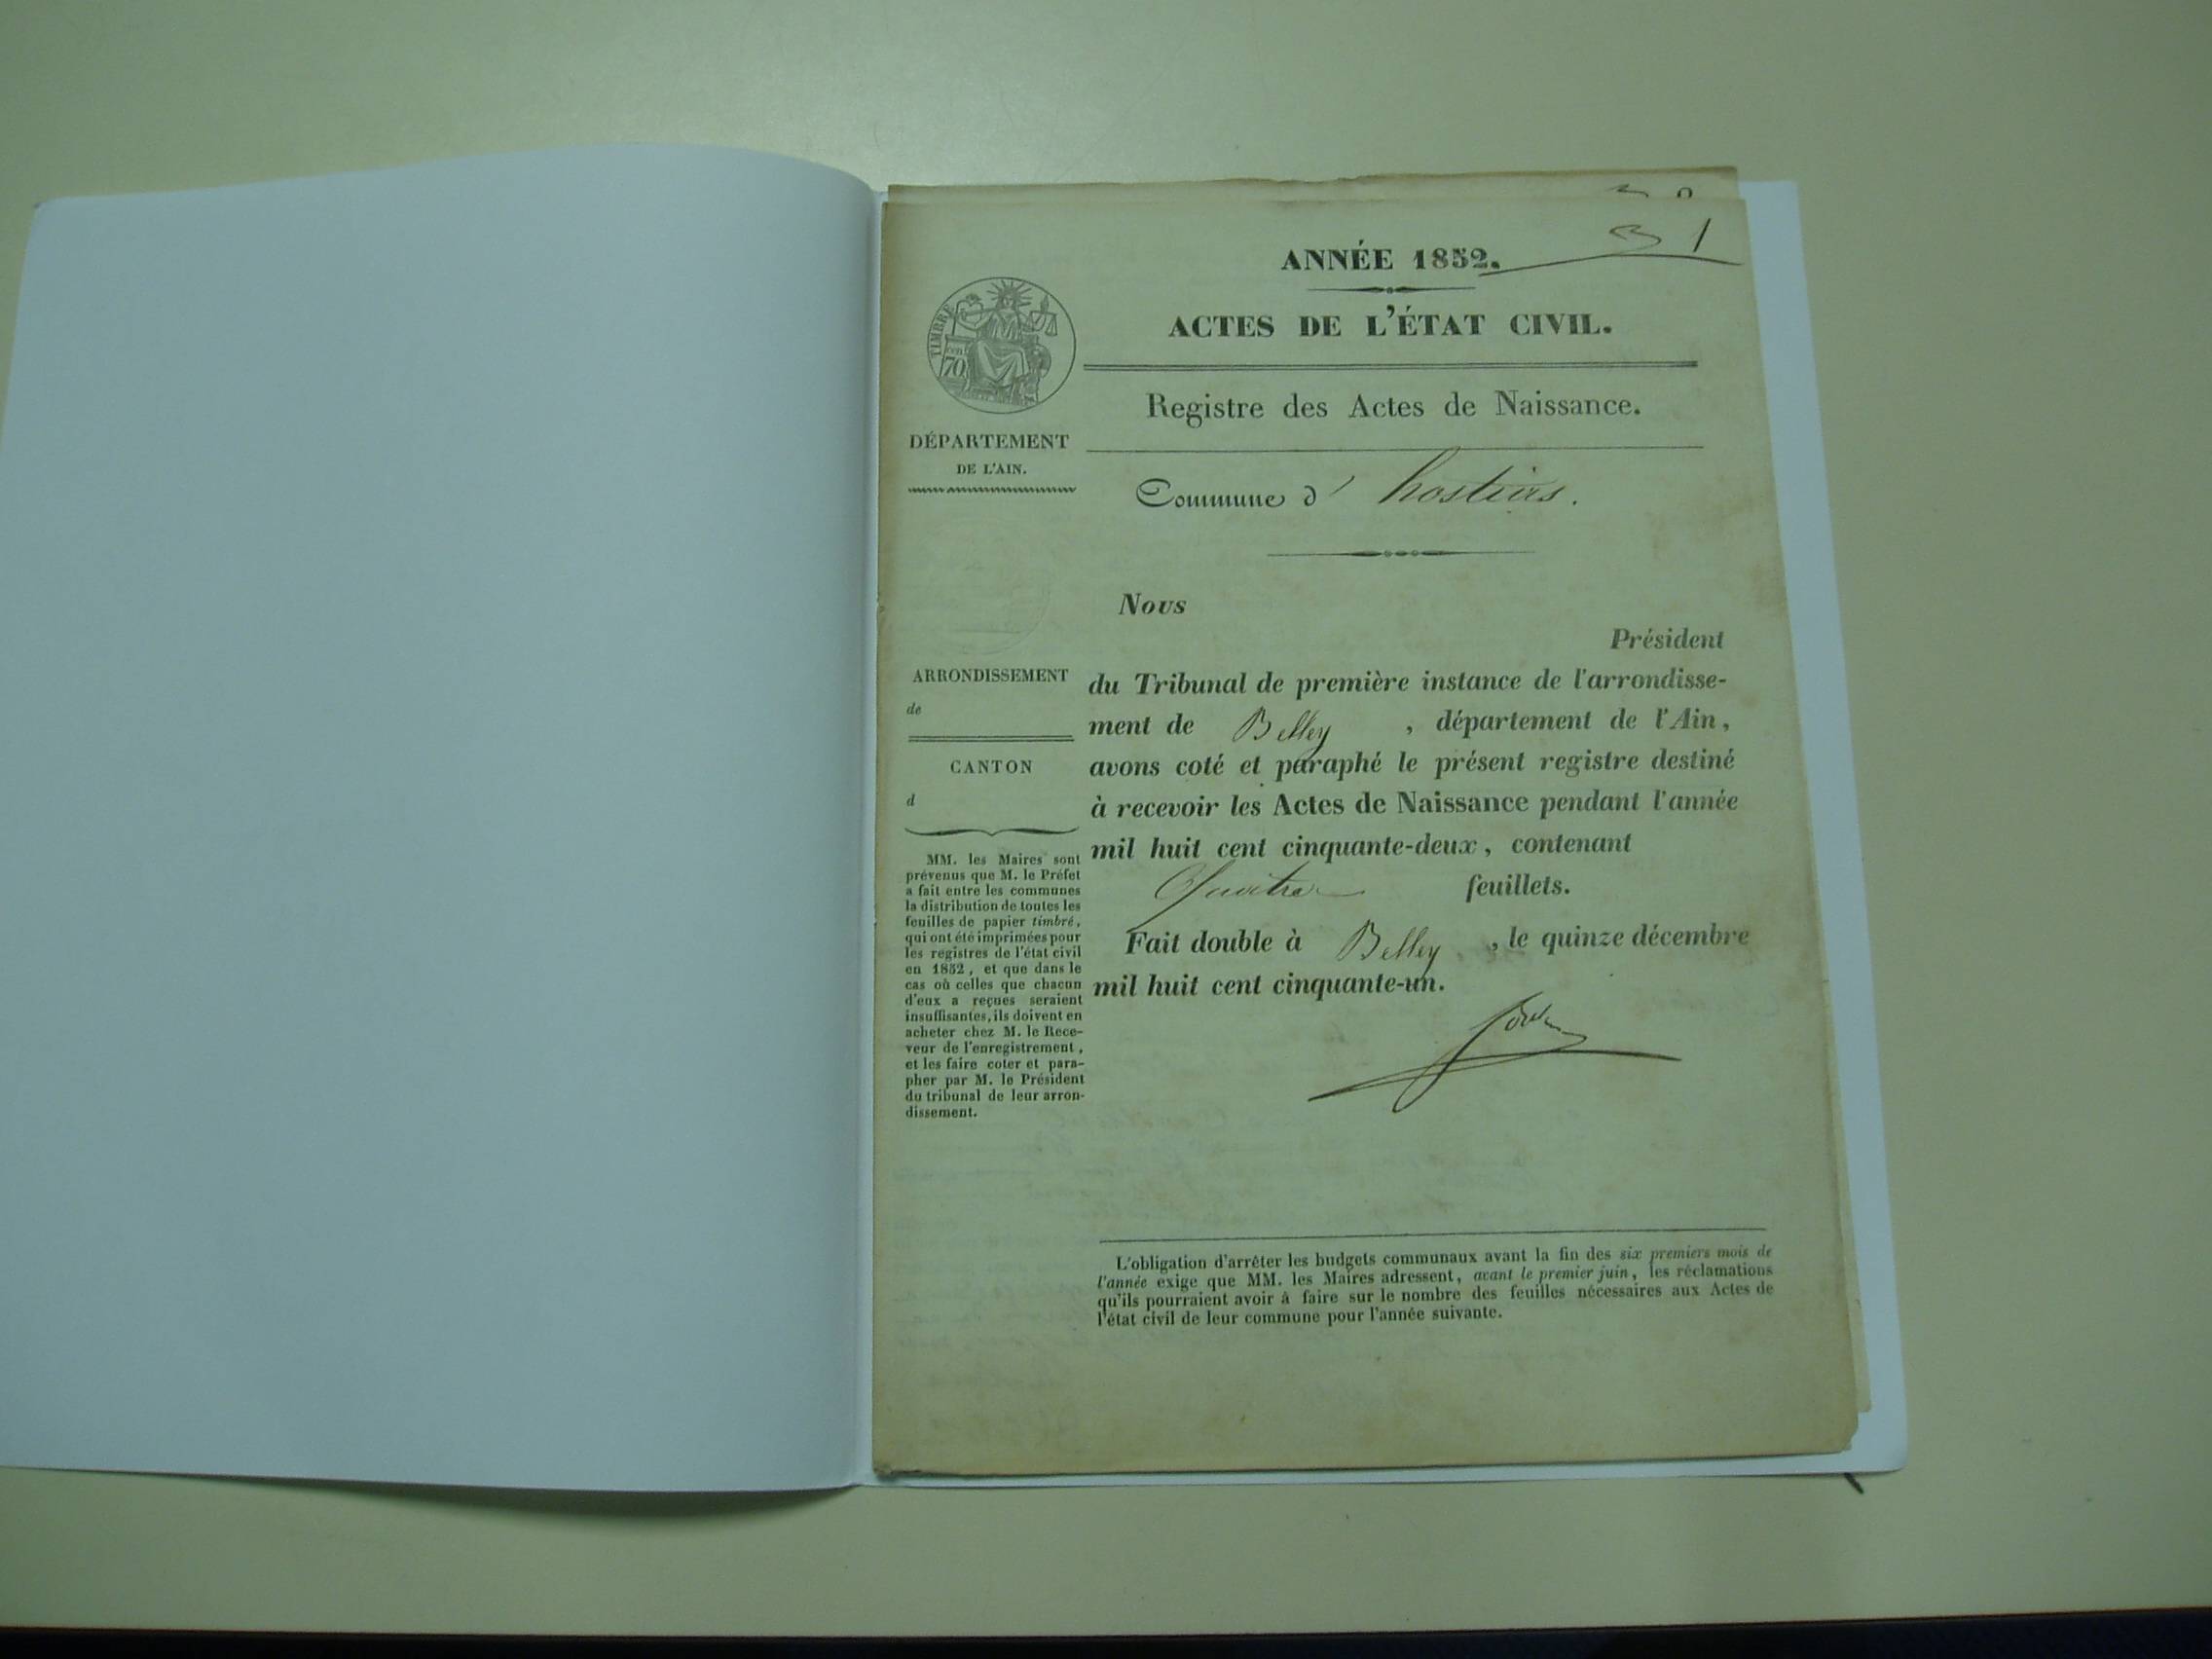 1
ANNÉE 1852.
ACTES DE L'ÉTAT CIVIL.
TIMBRE
70
Registre des Actes de Naissance.
DÉPARTEMENT
DE L'AIN.
Commune d' hostias.
Nous
Président
ARRONDISSEMENT
de
CANTON
d
du Tribunal de première instance de l'arrondisse-
ment de Belley, département de l'Ain,
avons coté et paraphé le présent registre destiné
à recevoir les Actes de Naissance pendant l'année
mil huit cent cinquante-deux, contenant
Quatre feuillets.
Fait double à Belley, le quinze décembre
mil huit cent cinquante-un.
MM. les Maires sont
prévenus que M. le Préfet
a fait entre les communes
la distribution de toutes les
feuilles de papier timbré,
qui ont été imprimées pour
les registres de l'état civil
en 1852, et que dans le
cas où celles que chacun
d'eux a reçues seraient
insuffisantes, ils doivent en
acheter chez M. le Rece-
veur de l'enregistrement,
et les faire coter et para-
pher par M. le Président
du tribunal de leur arron-
dissement.
L'obligation d'arrêter les budgets communaux avant la fin des six premiers mois de
l'année exige que MM. les Maires adressent, avant le premier juin, les réclamations
qu'ils pourraient avoir à faire sur le nombre des feuilles nécessaires aux Actes de
l'état civil de leur commune pour l'année suivante.